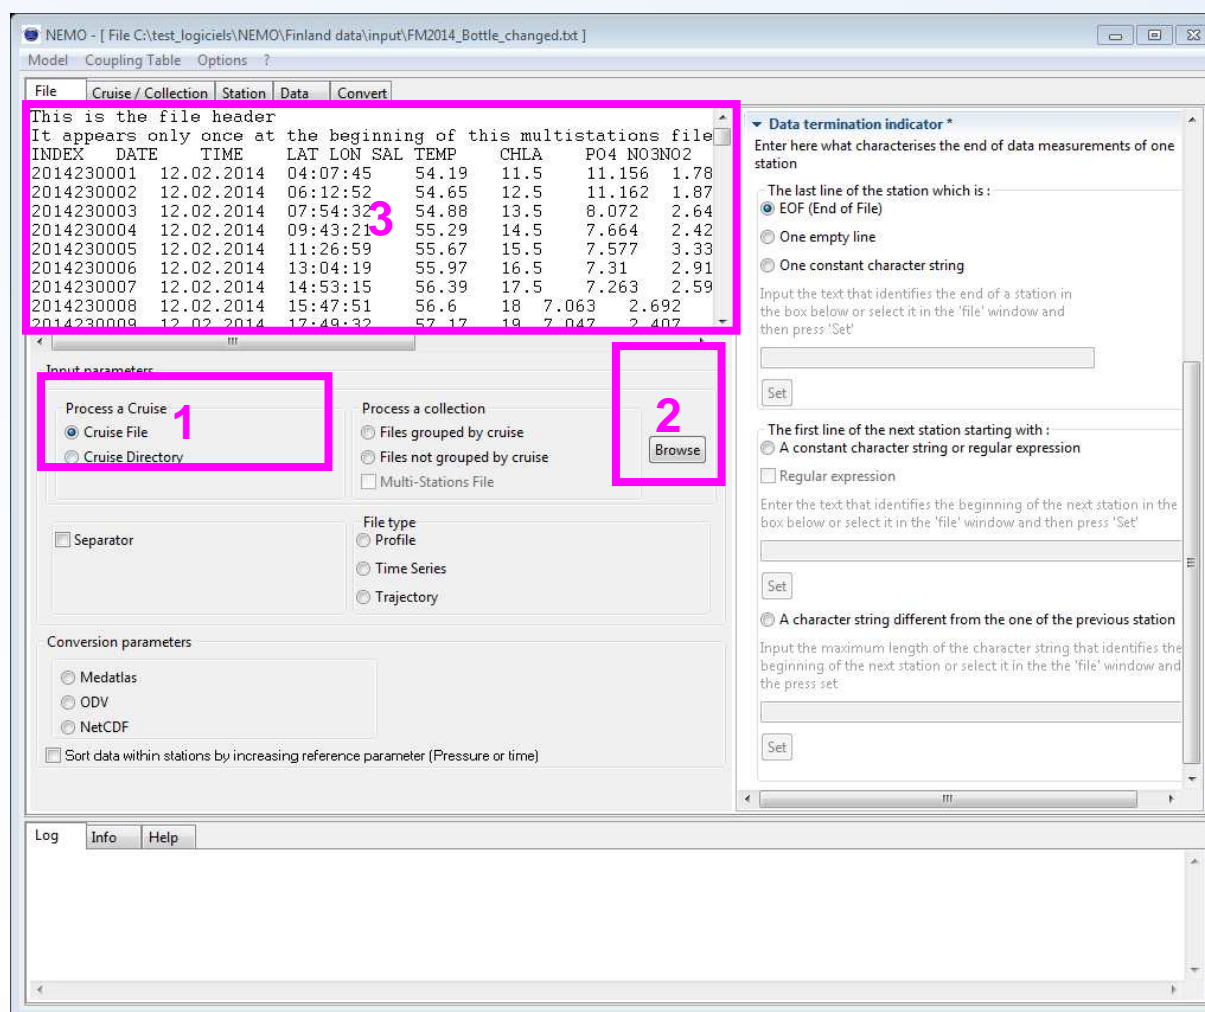 NEMO - [ File C:\test_logiciels\NEMO\Finland data\input\FM2014_Bottle_changed.txt ]
Model Coupling Table Options ?
File Cruise / Collection Station Data Convert
This is the file header
It appears only once at the beginning of this multistations file
INDEX DATE TIME LAT LON SAL TEMP CHLA PO4 NO3NO2
2014230001 12.02.2014 04:07:45 54.19 11.5 11.156 1.78
2014230002 12.02.2014 06:12:52 54.65 12.5 11.162 1.87
2014230003 12.02.2014 07:54:32 54.88 13.5 8.072 2.64
2014230004 12.02.2014 09:43:21 55.29 14.5 7.664 2.42
2014230005 12.02.2014 11:26:59 55.67 15.5 7.577 3.33
2014230006 12.02.2014 13:04:19 55.97 16.5 7.31 2.91
2014230007 12.02.2014 14:53:15 56.39 17.5 7.263 2.59
2014230008 12.02.2014 15:47:51 56.6 18 7.063 2.692
2014230009 12.02.2014 17:49:32 57.17 19 7.047 2.407
3
Input parameters
Process a Cruise
1
Cruise File
Cruise Directory
Process a collection
Files grouped by cruise
Files not grouped by cruise
Multi-Stations File
2
Browse
Separator
File type
Profile
Time Series
Trajectory
Conversion parameters
Medatlas
ODV
NetCDF
Sort data within stations by increasing reference parameter (Pressure or time)
Data termination indicator *
Enter here what characterises the end of data measurements of one
station
The last line of the station which is :
EOF (End of File)
One empty line
One constant character string
Input the text that identifies the end of a station in
the box below or select it in the 'file' window and
then press 'Set'
Set
The first line of the next station starting with :
A constant character string or regular expression
Regular expression
Enter the text that identifies the beginning of the next station in the
box below or select it in the 'file' window and then press 'Set'
Set
A character string different from the one of the previous station
Input the maximum length of the character string that identifies the
beginning of the next station or select it in the the 'file' window and
the press set
Set
Log Info Help